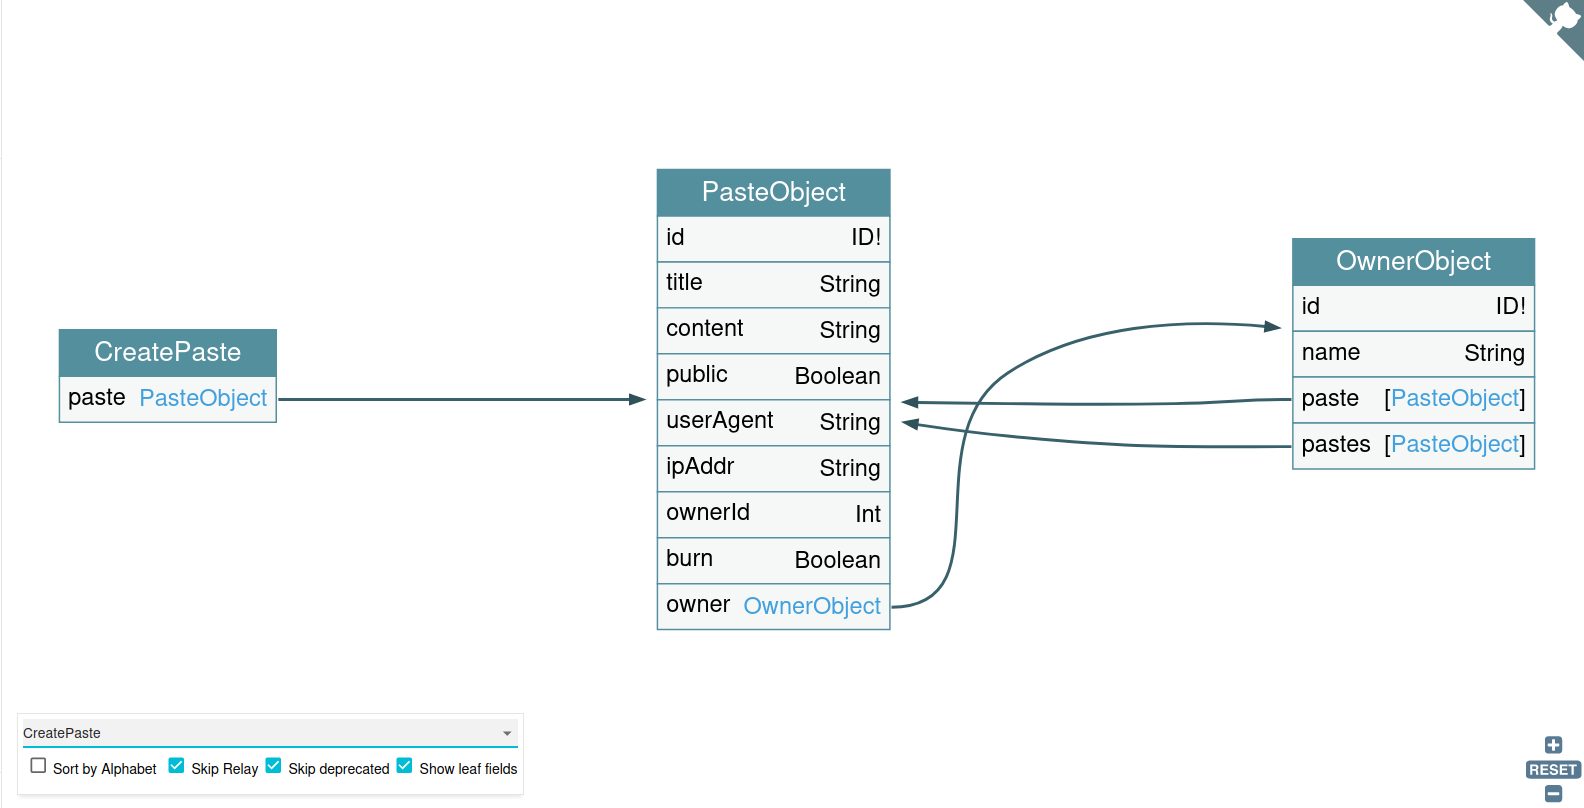 CreatePaste
paste PasteObject
PasteObject
id ID!
title String
content String
public Boolean
userAgent String
ipAddr String
ownerId Int
burn Boolean
owner OwnerObject
OwnerObject
id ID!
name String
paste [PasteObject]
pastes [PasteObject]
CreatePaste
Sort by Alphabet Skip Relay Skip deprecated Show leaf fields
RESET